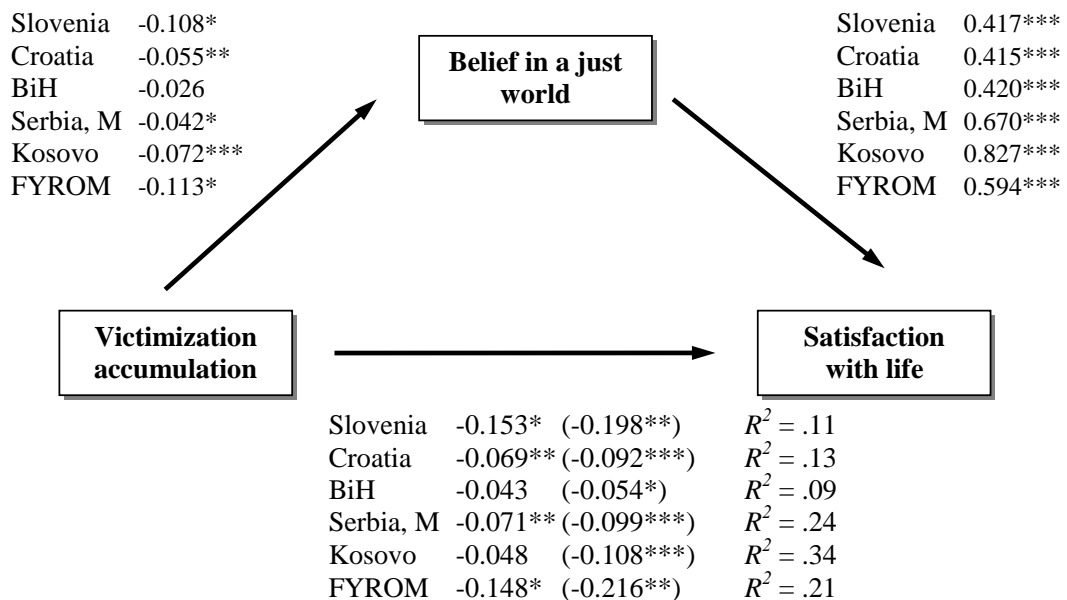 Slovenia -0.108*
Croatia -0.055**
BiH -0.026
Serbia, M -0.042*
Kosovo -0.072***
FYROM -0.113*
Belief in a just
world
Slovenia 0.417***
Croatia 0.415***
BiH 0.420***
Serbia, M 0.670***
Kosovo 0.827***
FYROM 0.594***
Victimization
accumulation
Satisfaction
with life
Slovenia -0.153* (-0.198**) R² = .11
Croatia -0.069** (-0.092***) R² = .13
BiH -0.043 (-0.054*) R² = .09
Serbia, M -0.071** (-0.099***) R² = .24
Kosovo -0.048 (-0.108***) R² = .34
FYROM -0.148* (-0.216**) R² = .21